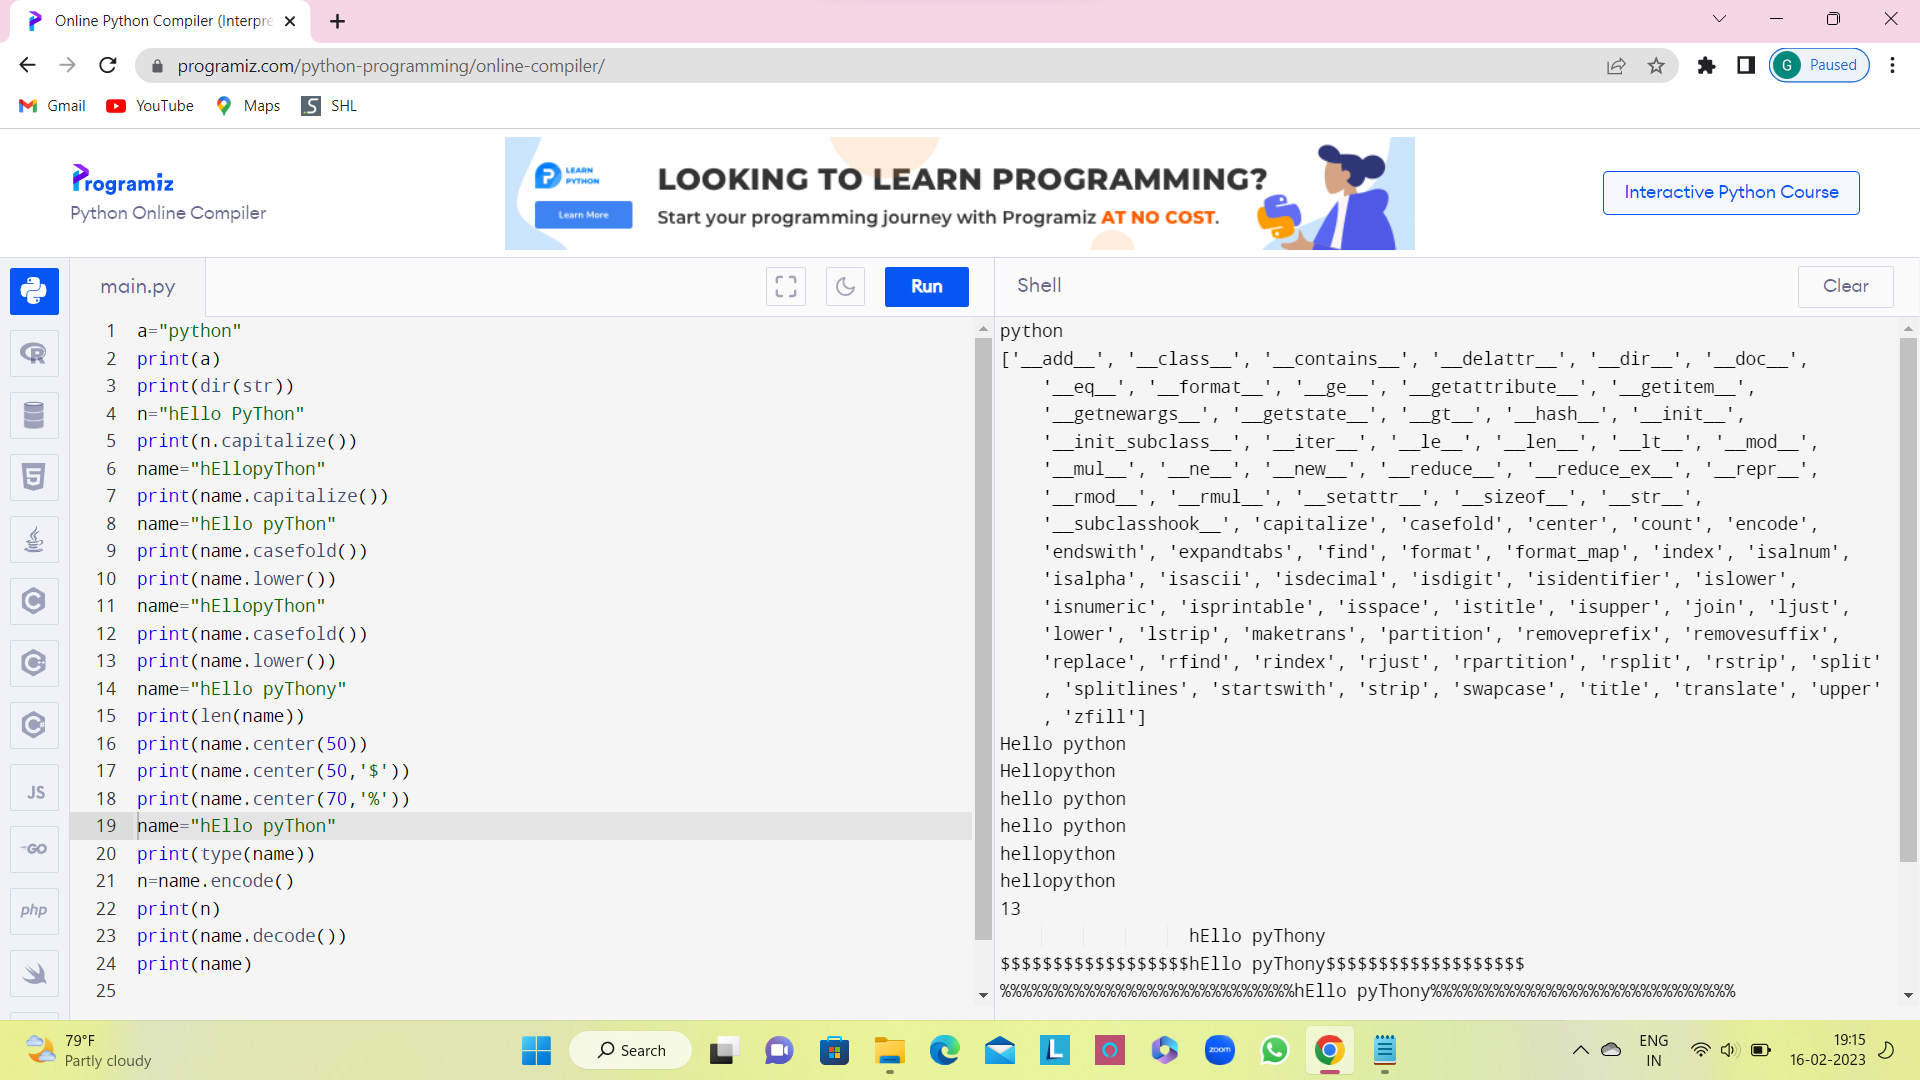 Online Python Compiler (Interpre
programiz.com/python-programming/online-compiler/
G Paused
Gmail YouTube Maps SHL
Programiz
Python Online Compiler
LEARN PYTHON
Learn More
LOOKING TO LEARN PROGRAMMING?
Start your programming journey with Programiz AT NO COST.
Interactive Python Course
main.py
Run
Shell
Clear
1 a="python"
2 print(a)
3 print(dir(str))
4 n="hEllo PyThon"
5 print(n.capitalize())
6 name="hEllopyThon"
7 print(name.capitalize())
8 name="hEllo pyThon"
9 print(name.casefold())
10 print(name.lower())
11 name="hEllopyThon"
12 print(name.casefold())
13 print(name.lower())
14 name="hEllo pyThony"
15 print(len(name))
16 print(name.center(50))
17 print(name.center(50,'$'))
18 print(name.center(70,'%'))
19 name="hEllo pyThon"
20 print(type(name))
21 n=name.encode()
22 print(n)
23 print(name.decode())
24 print(name)
25
python
['__add__', '__class__', '__contains__', '__delattr__', '__dir__', '__doc__',
'__eq__', '__format__', '__ge__', '__getattribute__', '__getitem__',
'__getnewargs__', '__getstate__', '__gt__', '__hash__', '__init__',
'__init_subclass__', '__iter__', '__le__', '__len__', '__lt__', '__mod__',
'__mul__', '__ne__', '__new__', '__reduce__', '__reduce_ex__', '__repr__',
'__rmod__', '__rmul__', '__setattr__', '__sizeof__', '__str__',
'__subclasshook__', 'capitalize', 'casefold', 'center', 'count', 'encode',
'endswith', 'expandtabs', 'find', 'format', 'format_map', 'index', 'isalnum',
'isalpha', 'isascii', 'isdecimal', 'isdigit', 'isidentifier', 'islower',
'isnumeric', 'isprintable', 'isspace', 'istitle', 'isupper', 'join', 'ljust',
'lower', 'lstrip', 'maketrans', 'partition', 'removeprefix', 'removesuffix',
'replace', 'rfind', 'rindex', 'rjust', 'rpartition', 'rsplit', 'rstrip', 'split'
, 'splitlines', 'startswith', 'strip', 'swapcase', 'title', 'translate', 'upper'
, 'zfill']
Hello python
Hellopython
hello python
hello python
hellopython
hellopython
13
hEllo pyThony
$$$$$$$$$$$$$$$$$$hEllo pyThony$$$$$$$$$$$$$$$$$$$
%%%%%%%%%%%%%%%%%%%%%%%%%%%%hEllo pyThony%%%%%%%%%%%%%%%%%%%%%%%%%%%%%
R
5
C
C
C
JS
GO
php
79°F
Partly cloudy
Search
L
zoom
ENG
IN
19:15
16-02-2023